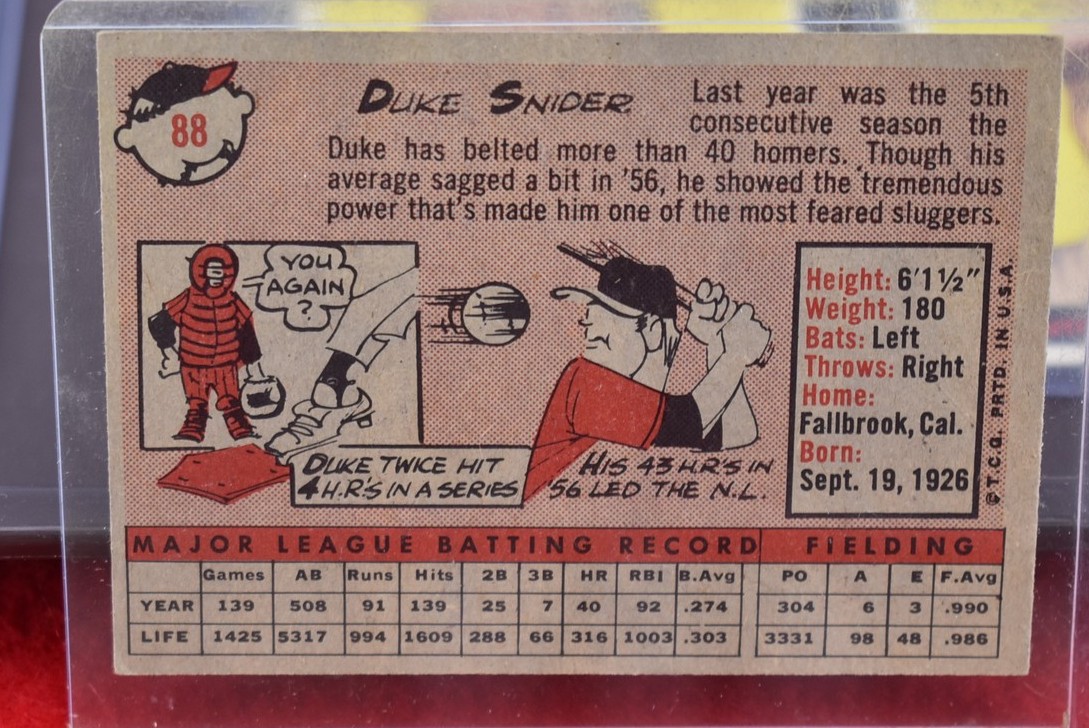 88
DUKE SNIDER
Last year was the 5th
consecutive season the
Duke has belted more than 40 homers. Though his
average sagged a bit in '56, he showed the tremendous
power that's made him one of the most feared sluggers.
YOU
AGAIN
?
DUKE TWICE HIT
4 H.R.'S IN A SERIES
HIS 43 H.R'S IN
'56 LED THE N.L.
Height: 6'1½"
Weight: 180
Bats: Left
Throws: Right
Home:
Fallbrook, Cal.
Born:
Sept. 19, 1926
©T.C.G. PRTD. IN U.S.A.
MAJOR LEAGUE BATTING RECORD FIELDING
Games AB Runs Hits 2B 3B HR RBI B.Avg PO A E F.Avg
YEAR 139 508 91 139 25 7 40 92 .274 304 6 3 .990
LIFE 1425 5317 994 1609 288 66 316 1003 .303 3331 98 48 .986